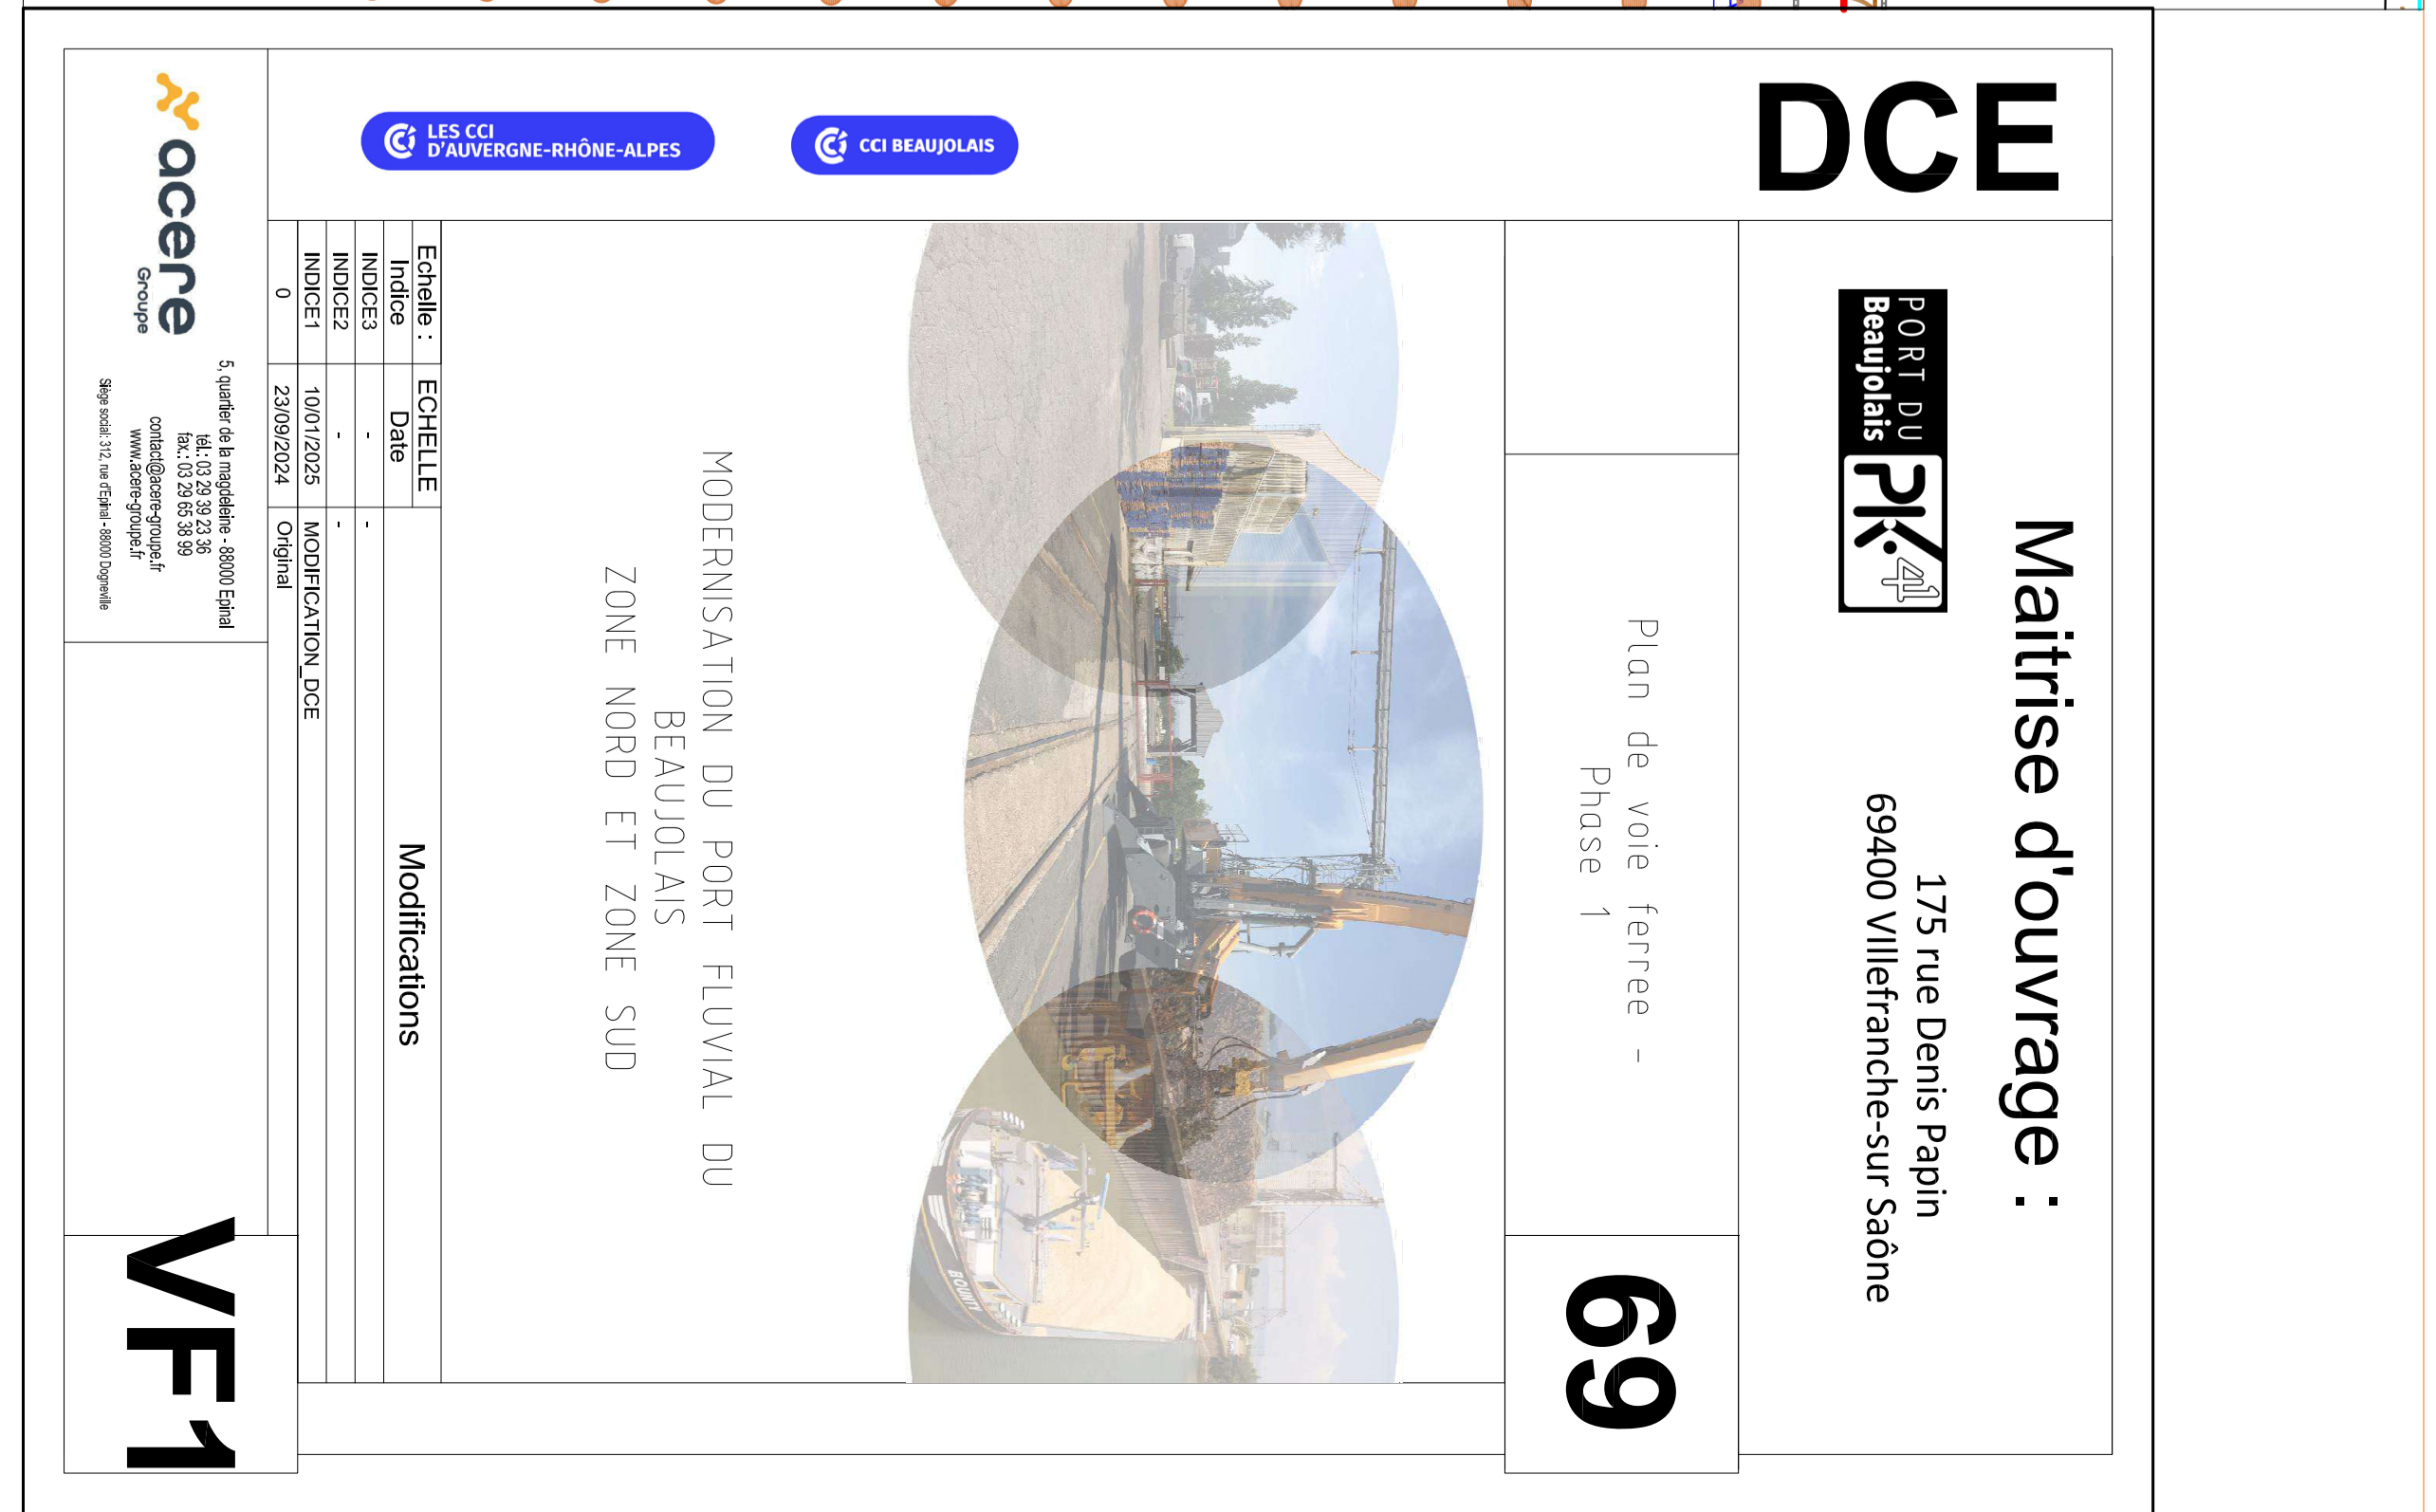 DCE
LES CCI
D'AUVERGNE-RHÔNE-ALPES
CCI BEAUJOLAIS
Maitrise d'ouvrage :
PORT DU
Beaujolais
PK.41
175 rue Denis Papin
69400 VIllefranche-sur Saône
Plan de voie ferree -
Phase 1
69
BOUNTY
MODERNISATION DU PORT FLUVIAL DU
BEAUJOLAIS
ZONE NORD ET ZONE SUD
Echelle : ECHELLE
Indice Date Modifications
INDICE3 - -
INDICE2 - -
INDICE1 10/01/2025 MODIFICATION_DCE
0 23/09/2024 Original
acere
Groupe
5, quartier de la magdeleine - 88000 Epinal
tél.: 03 29 39 23 36
fax.: 03 29 65 38 99
contact@acere-groupe.fr
www.acere-groupe.fr
Siège social: 312, rue d'Epinal - 88000 Dogneville
VF1